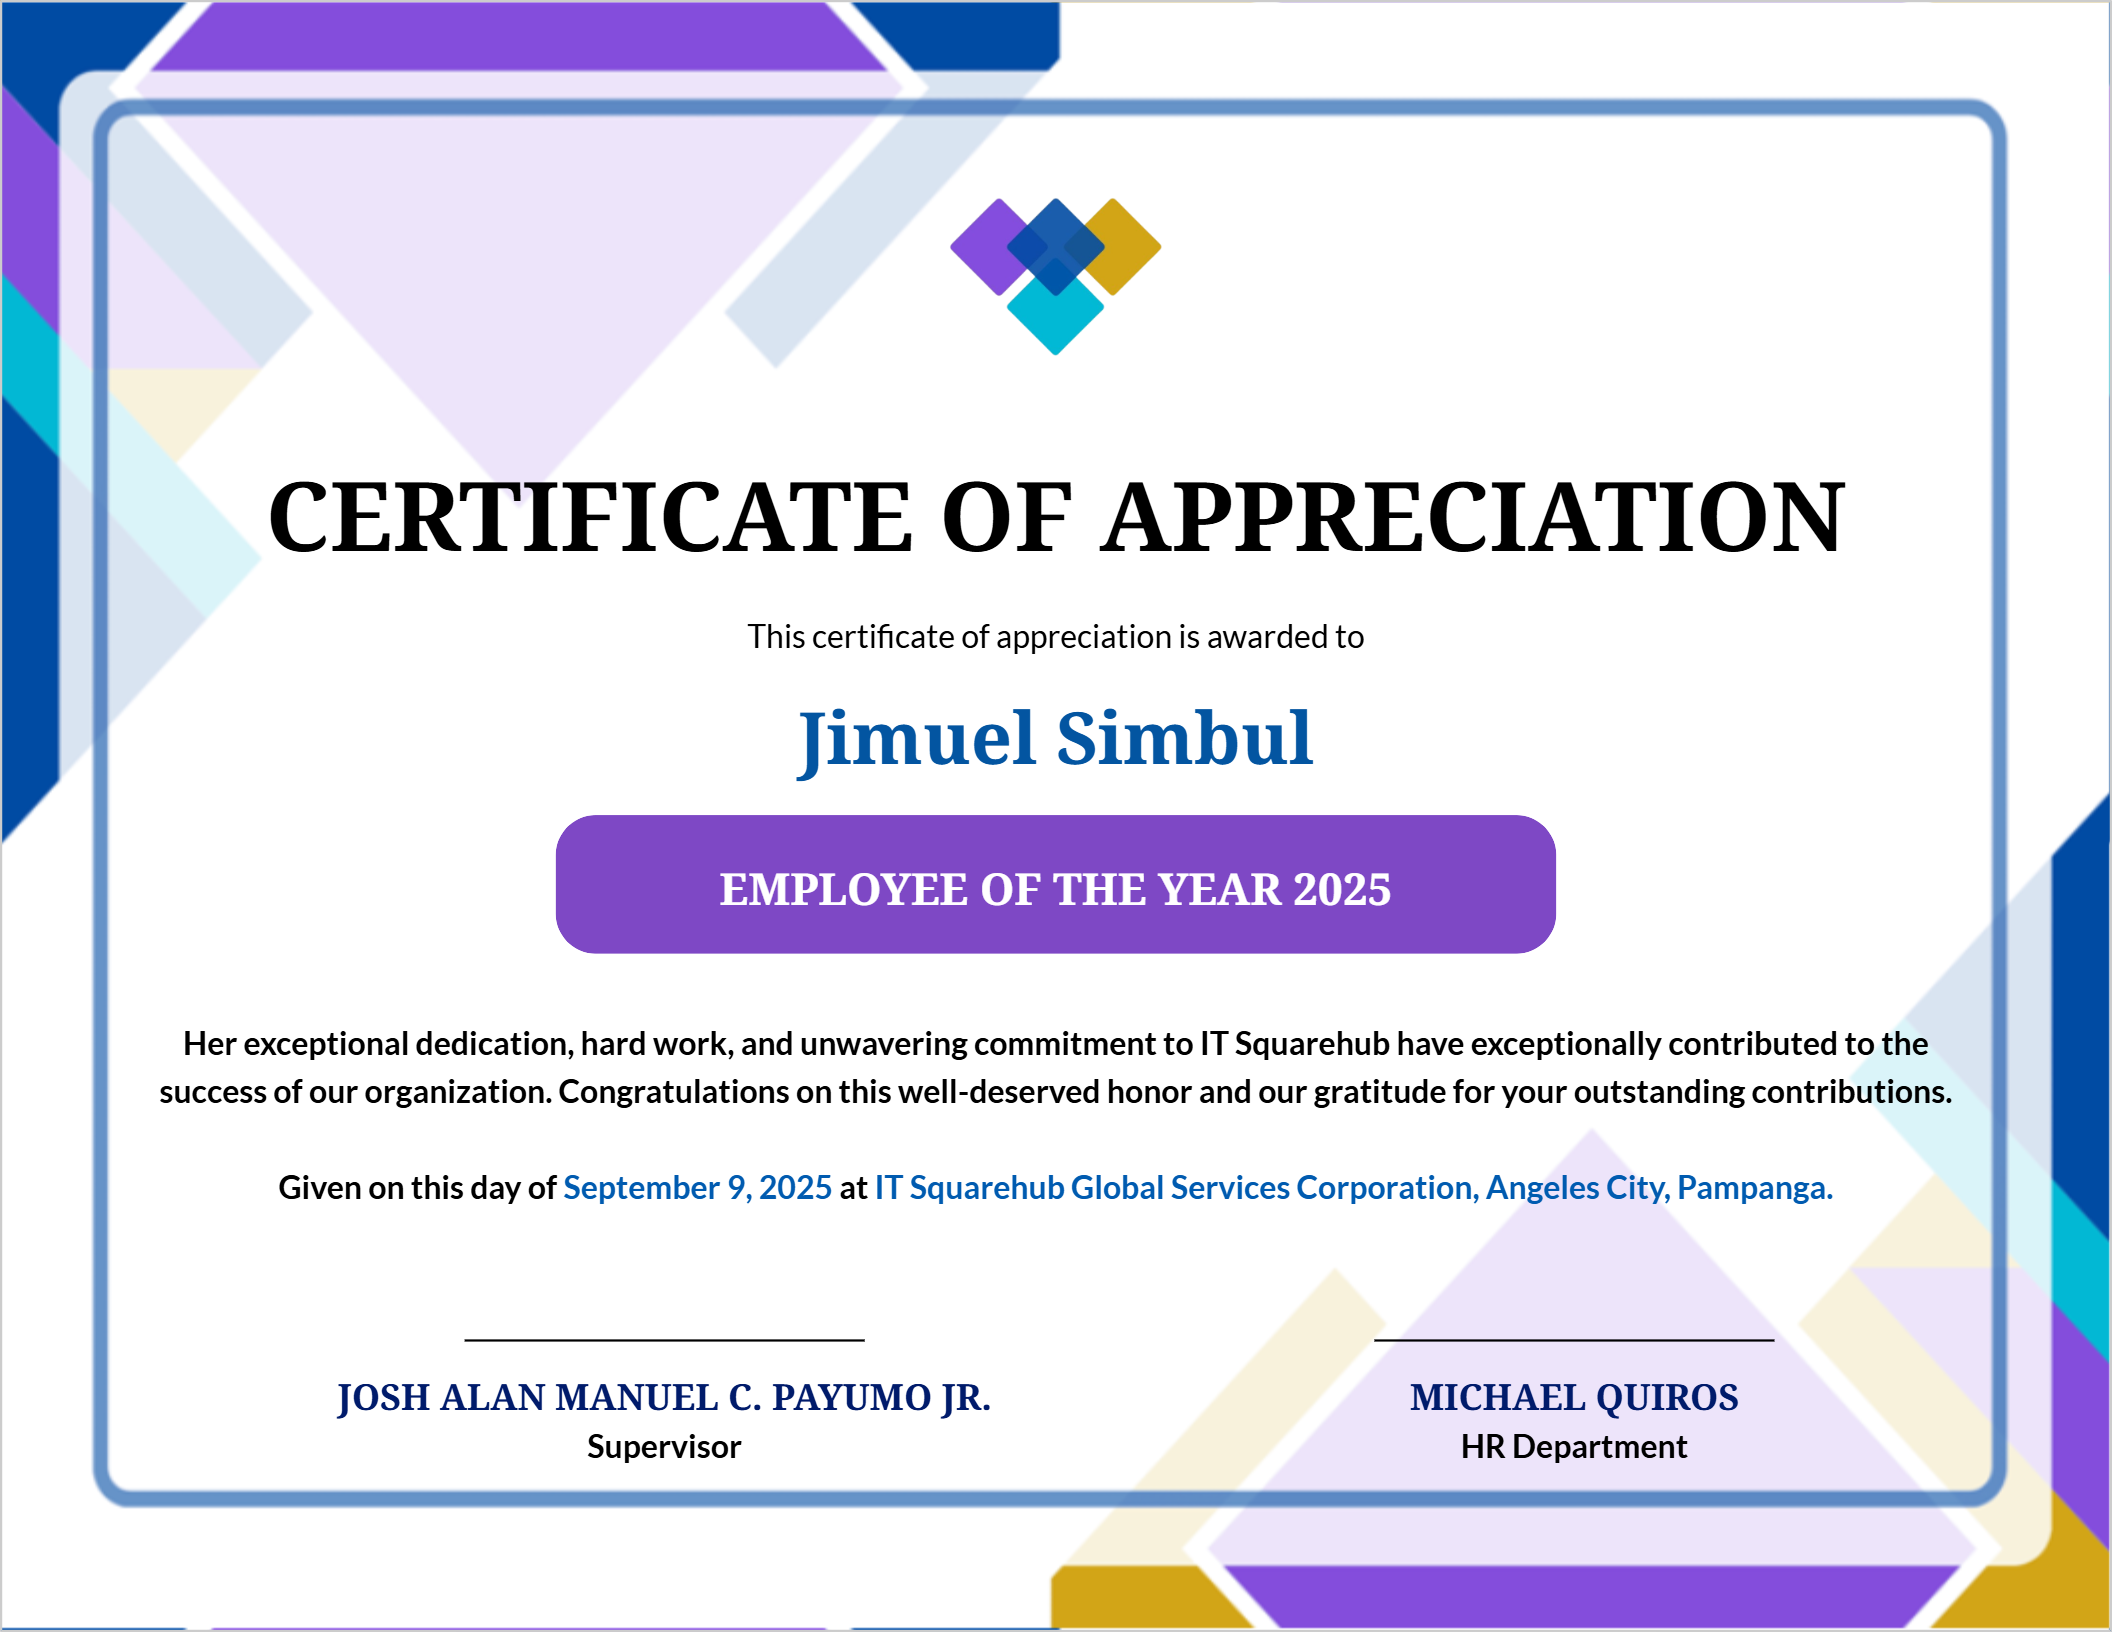 CERTIFICATE OF APPRECIATION
This certificate of appreciation is awarded to
Jimuel Simbul
EMPLOYEE OF THE YEAR 2025
Her exceptional dedication, hard work, and unwavering commitment to IT Squarehub have exceptionally contributed to the
success of our organization. Congratulations on this well-deserved honor and our gratitude for your outstanding contributions.
Given on this day of September 9, 2025 at IT Squarehub Global Services Corporation, Angeles City, Pampanga.
JOSH ALAN MANUEL C. PAYUMO JR.
Supervisor
MICHAEL QUIROS
HR Department